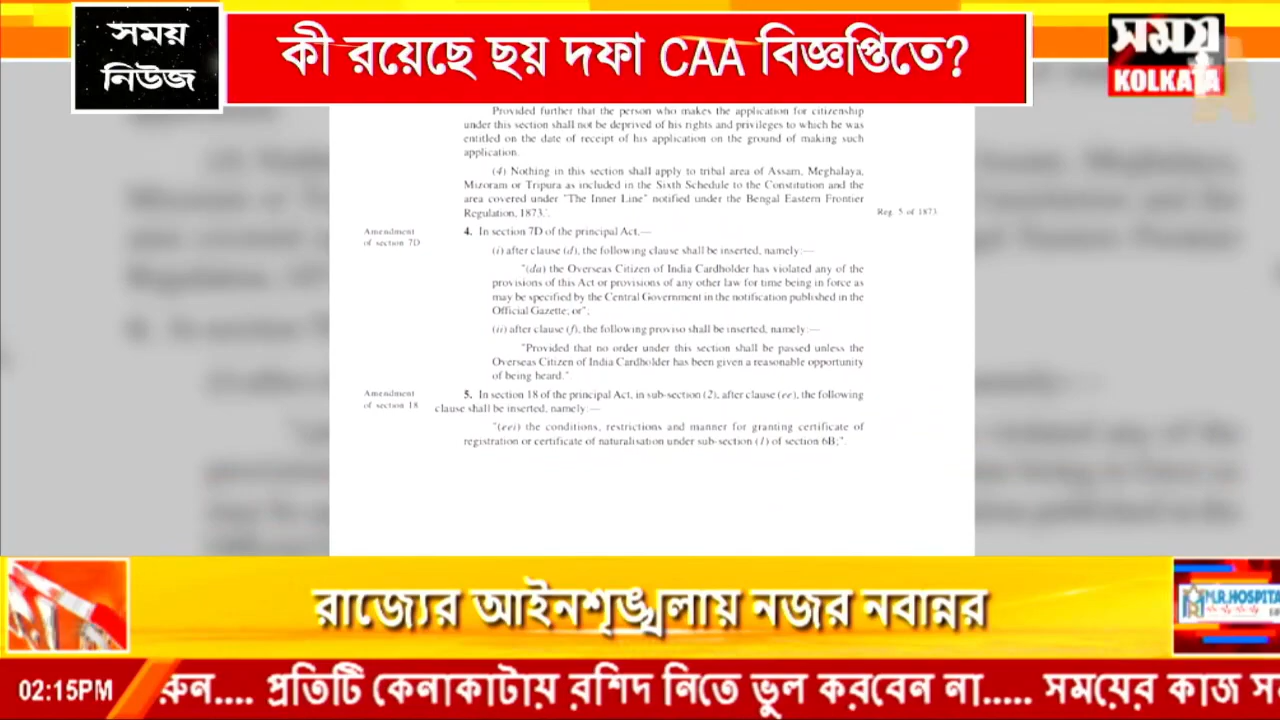 সময়
নিউজ
কী রয়েছে ছয় দফা CAA বিজ্ঞপ্তিতে?
সময়
KOLKATA
Provided further that the person who makes the application for citizenship
under this section shall not be deprived of his rights and privileges to which he was
entitled on the date of receipt of his application on the ground of making such
application.
(4) Nothing in this section shall apply to tribal area of Assam, Meghalaya,
Mizoram or Tripura as included in the Sixth Schedule to the Constitution and the
area covered under "The Inner Line" notified under the Bengal Eastern Frontier
Regulation, 1873.'.
Reg. 5 of 1873.
Amendment
of section 7D
4. In section 7D of the principal Act,—
(i) after clause (d), the following clause shall be inserted, namely:—
"(da) the Overseas Citizen of India Cardholder has violated any of the
provisions of this Act or provisions of any other law for time being in force as
may be specified by the Central Government in the notification published in the
Official Gazette; or";
(ii) after clause (f), the following proviso shall be inserted, namely:—
"Provided that no order under this section shall be passed unless the
Overseas Citizen of India Cardholder has been given a reasonable opportunity
of being heard."
Amendment
of section 18
5. In section 18 of the principal Act, in sub-section (2), after clause (ee), the following
clause shall be inserted, namely:—
"(eei) the conditions, restrictions and manner for granting certificate of
registration or certificate of naturalisation under sub-section (1) of section 6B;".
রাজ্যের আইনশৃঙ্খলায় নজর নবান্নর
M.R.HOSPITA
02:15PM
রুন.... প্রতিটি কেনাকাটায় রশিদ নিতে ভুল করবেন না..... সময়ের কাজ স